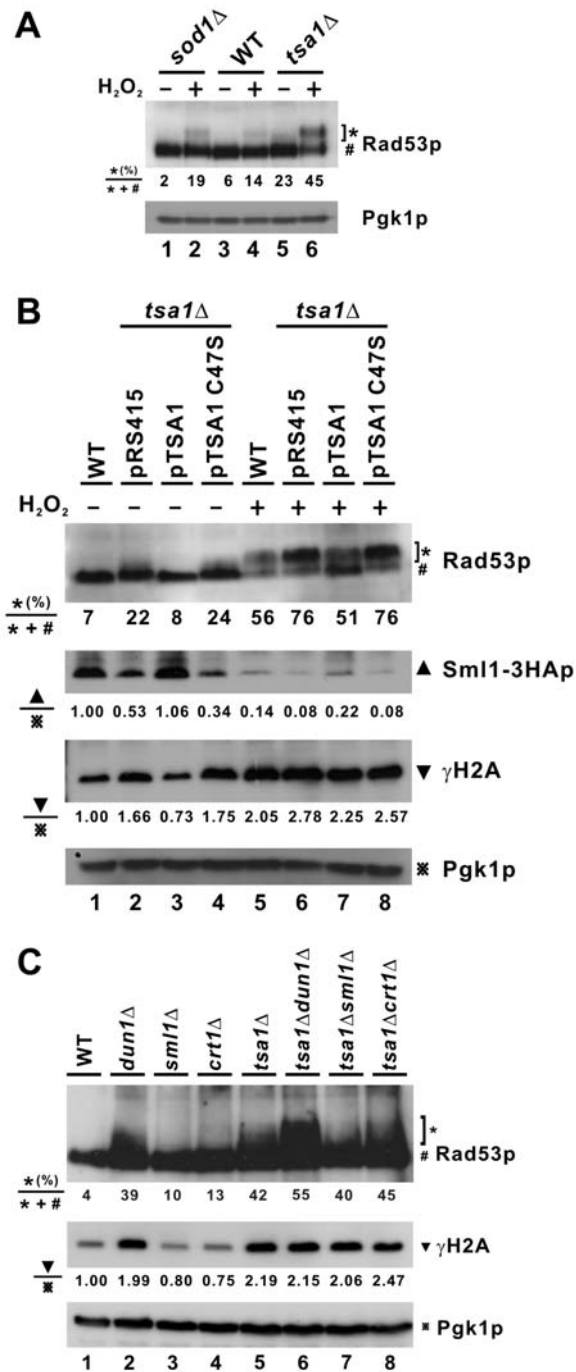 A
sod1Δ WT tsa1Δ
H₂O₂ − + − + − +
] *
# Rad53p
*(%) / * + # 2 19 6 14 23 45
Pgk1p
1 2 3 4 5 6
B
tsa1Δ tsa1Δ
WT pRS415 pTSA1 pTSA1 C47S WT pRS415 pTSA1 pTSA1 C47S
H₂O₂ − − − − + + + +
] *
# Rad53p
*(%) / * + # 7 22 8 24 56 76 51 76
▲ Sml1-3HAp
▲ / ※ 1.00 0.53 1.06 0.34 0.14 0.08 0.22 0.08
▼ γH2A
▼ / ※ 1.00 1.66 0.73 1.75 2.05 2.78 2.25 2.57
※ Pgk1p
1 2 3 4 5 6 7 8
C
WT dun1Δ sml1Δ crt1Δ tsa1Δ tsa1Δdun1Δ tsa1Δsml1Δ tsa1Δcrt1Δ
] *
# Rad53p
*(%) / * + # 4 39 10 13 42 55 40 45
▼ γH2A
▼ / ※ 1.00 1.99 0.80 0.75 2.19 2.15 2.06 2.47
※ Pgk1p
1 2 3 4 5 6 7 8